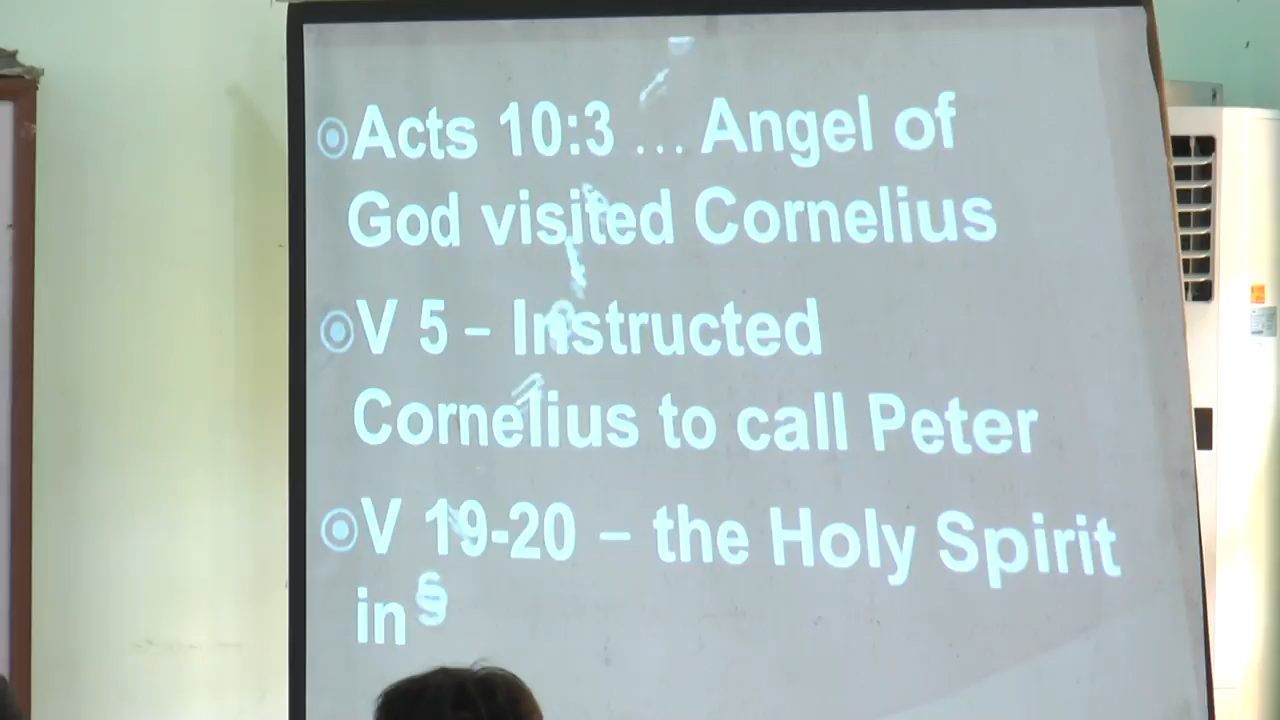 Acts 10:3 ... Angel of
God visited Cornelius
V 5 – Instructed
Cornelius to call Peter
V 19-20 – the Holy Spirit
in